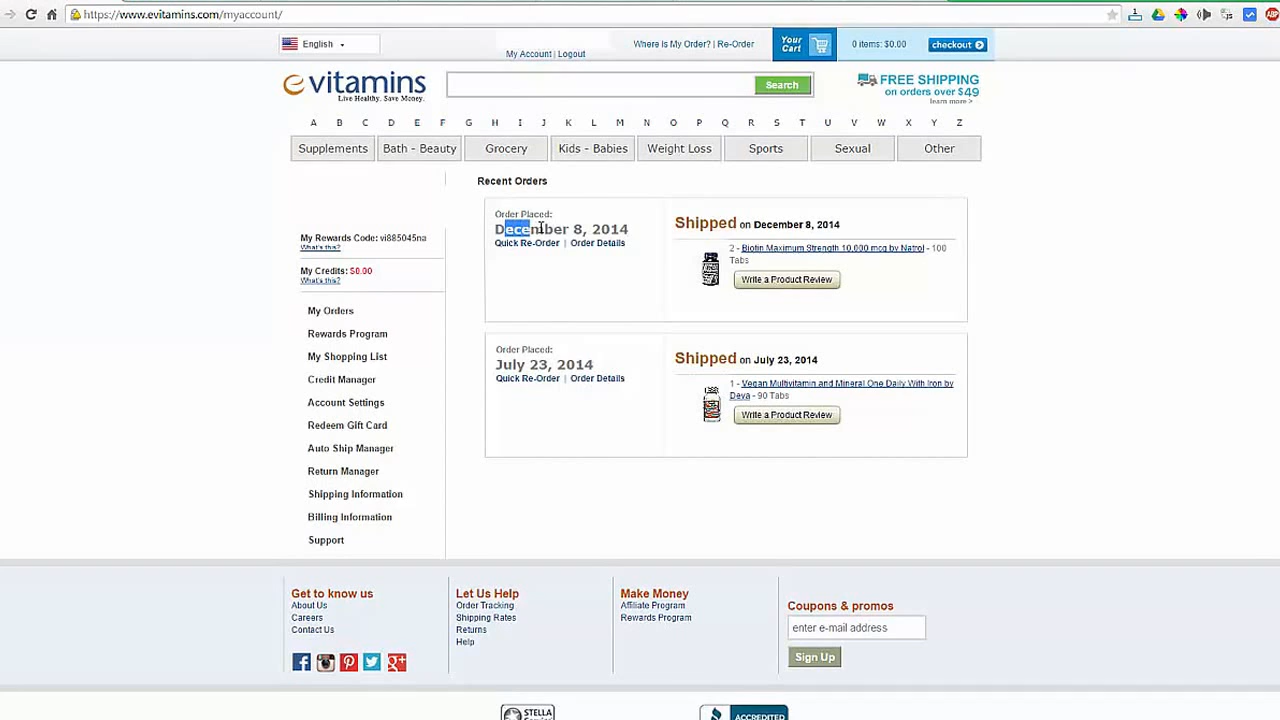 https://www.evitamins.com/myaccount/
English
My Account | Logout
Where is My Order? | Re-Order
Your Cart
0 items: $0.00
checkout
evitamins
Live Healthy. Save Money.
Search
FREE SHIPPING
on orders over $49
learn more >
A B C D E F G H I J K L M N O P Q R S T U V W X Y Z
Supplements
Bath - Beauty
Grocery
Kids - Babies
Weight Loss
Sports
Sexual
Other
My Rewards Code: vi885045na
What's this?
My Credits: $0.00
What's this?
My Orders
Rewards Program
My Shopping List
Credit Manager
Account Settings
Redeem Gift Card
Auto Ship Manager
Return Manager
Shipping Information
Billing Information
Support
Recent Orders
Order Placed:
December 8, 2014
Quick Re-Order | Order Details
Shipped on December 8, 2014
2 - Biotin Maximum Strength 10,000 mcg by Natrol - 100
Tabs
Write a Product Review
Order Placed:
July 23, 2014
Quick Re-Order | Order Details
Shipped on July 23, 2014
1 - Vegan Multivitamin and Mineral One Daily With Iron by
Deva - 90 Tabs
Write a Product Review
Get to know us
About Us
Careers
Contact Us
Let Us Help
Order Tracking
Shipping Rates
Returns
Help
Make Money
Affiliate Program
Rewards Program
Coupons & promos
enter e-mail address
Sign Up
STELLA
ACCREDITED